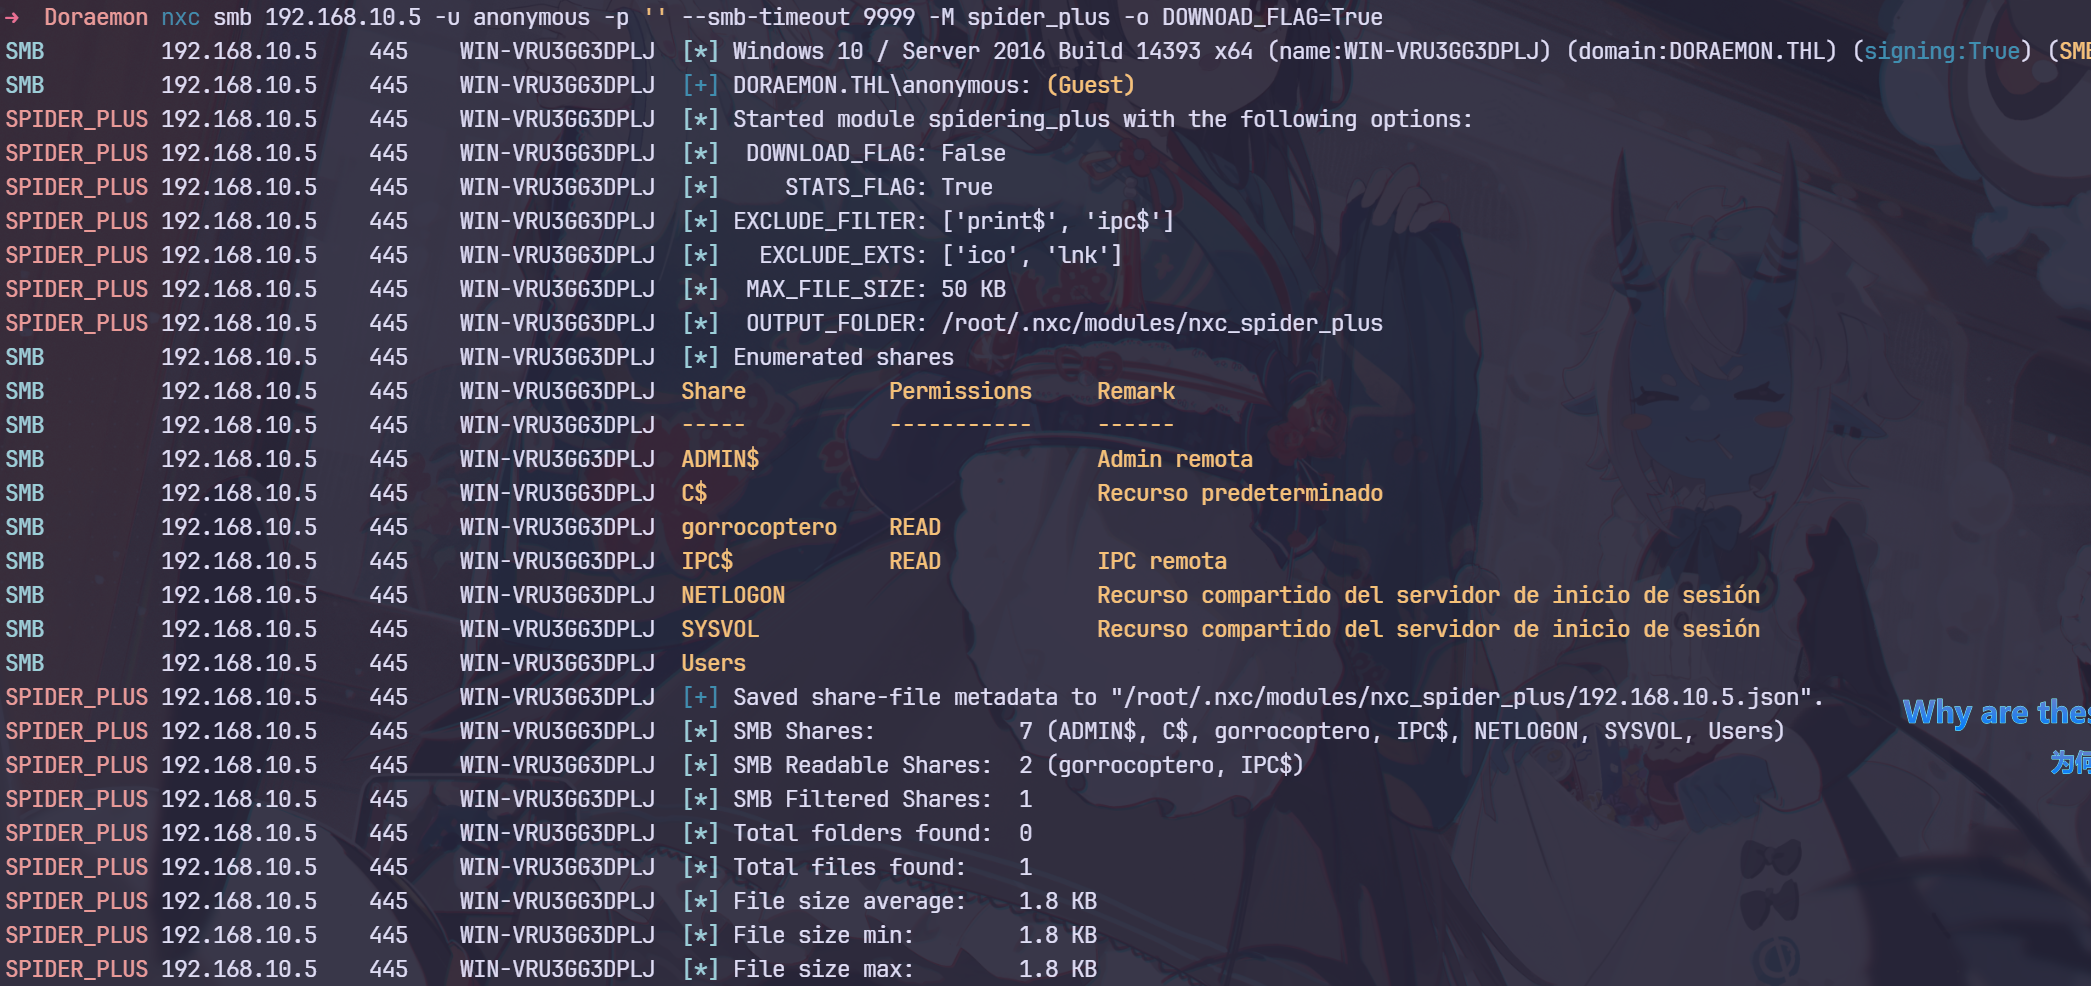 → Doraemon nxc smb 192.168.10.5 -u anonymous -p '' --smb-timeout 9999 -M spider_plus -o DOWNOAD_FLAG=True
SMB 192.168.10.5 445 WIN-VRU3GG3DPLJ [*] Windows 10 / Server 2016 Build 14393 x64 (name:WIN-VRU3GG3DPLJ) (domain:DORAEMON.THL) (signing:True) (SMB
SMB 192.168.10.5 445 WIN-VRU3GG3DPLJ [+] DORAEMON.THL\anonymous: (Guest)
SPIDER_PLUS 192.168.10.5 445 WIN-VRU3GG3DPLJ [*] Started module spidering_plus with the following options:
SPIDER_PLUS 192.168.10.5 445 WIN-VRU3GG3DPLJ [*] DOWNLOAD_FLAG: False
SPIDER_PLUS 192.168.10.5 445 WIN-VRU3GG3DPLJ [*] STATS_FLAG: True
SPIDER_PLUS 192.168.10.5 445 WIN-VRU3GG3DPLJ [*] EXCLUDE_FILTER: ['print$', 'ipc$']
SPIDER_PLUS 192.168.10.5 445 WIN-VRU3GG3DPLJ [*] EXCLUDE_EXTS: ['ico', 'lnk']
SPIDER_PLUS 192.168.10.5 445 WIN-VRU3GG3DPLJ [*] MAX_FILE_SIZE: 50 KB
SPIDER_PLUS 192.168.10.5 445 WIN-VRU3GG3DPLJ [*] OUTPUT_FOLDER: /root/.nxc/modules/nxc_spider_plus
SMB 192.168.10.5 445 WIN-VRU3GG3DPLJ [*] Enumerated shares
SMB 192.168.10.5 445 WIN-VRU3GG3DPLJ Share Permissions Remark
SMB 192.168.10.5 445 WIN-VRU3GG3DPLJ ----- ----------- ------
SMB 192.168.10.5 445 WIN-VRU3GG3DPLJ ADMIN$ Admin remota
SMB 192.168.10.5 445 WIN-VRU3GG3DPLJ C$ Recurso predeterminado
SMB 192.168.10.5 445 WIN-VRU3GG3DPLJ gorrocoptero READ
SMB 192.168.10.5 445 WIN-VRU3GG3DPLJ IPC$ READ IPC remota
SMB 192.168.10.5 445 WIN-VRU3GG3DPLJ NETLOGON Recurso compartido del servidor de inicio de sesión
SMB 192.168.10.5 445 WIN-VRU3GG3DPLJ SYSVOL Recurso compartido del servidor de inicio de sesión
SMB 192.168.10.5 445 WIN-VRU3GG3DPLJ Users
SPIDER_PLUS 192.168.10.5 445 WIN-VRU3GG3DPLJ [+] Saved share-file metadata to "/root/.nxc/modules/nxc_spider_plus/192.168.10.5.json".
SPIDER_PLUS 192.168.10.5 445 WIN-VRU3GG3DPLJ [*] SMB Shares: 7 (ADMIN$, C$, gorrocoptero, IPC$, NETLOGON, SYSVOL, Users)
Why are
SPIDER_PLUS 192.168.10.5 445 WIN-VRU3GG3DPLJ [*] SMB Readable Shares: 2 (gorrocoptero, IPC$)
为何
SPIDER_PLUS 192.168.10.5 445 WIN-VRU3GG3DPLJ [*] SMB Filtered Shares: 1
SPIDER_PLUS 192.168.10.5 445 WIN-VRU3GG3DPLJ [*] Total folders found: 0
SPIDER_PLUS 192.168.10.5 445 WIN-VRU3GG3DPLJ [*] Total files found: 1
SPIDER_PLUS 192.168.10.5 445 WIN-VRU3GG3DPLJ [*] File size average: 1.8 KB
SPIDER_PLUS 192.168.10.5 445 WIN-VRU3GG3DPLJ [*] File size min: 1.8 KB
SPIDER_PLUS 192.168.10.5 445 WIN-VRU3GG3DPLJ [*] File size max: 1.8 KB